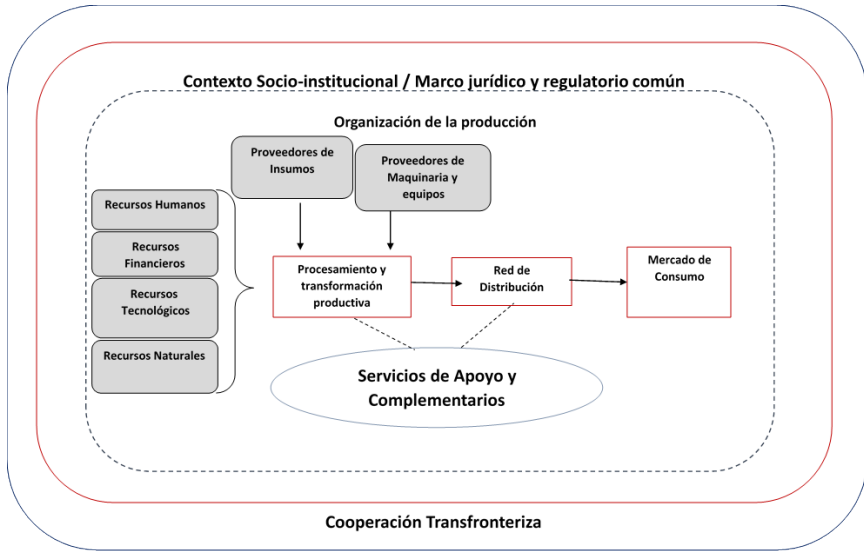 Contexto Socio-institucional / Marco jurídico y regulatorio común
Organización de la producción
Proveedores de
Insumos
Proveedores de
Maquinaria y
equipos
Recursos Humanos
Recursos
Financieros
Recursos
Tecnológicos
Recursos Naturales
Procesamiento y
transformación
productiva
Red de
Distribución
Mercado de
Consumo
Servicios de Apoyo y
Complementarios
Cooperación Transfronteriza